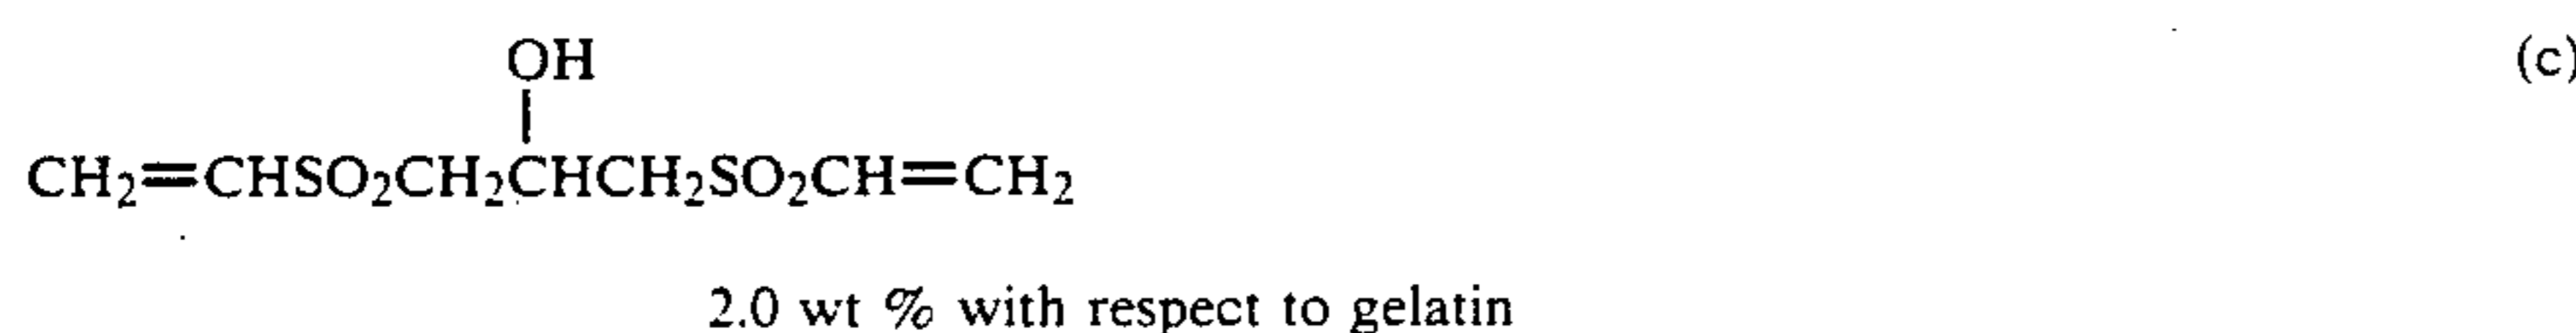 OH (c)
CH₂=CHSO₂CH₂CHCH₂SO₂CH=CH₂
2.0 wt % with respect to gelatin